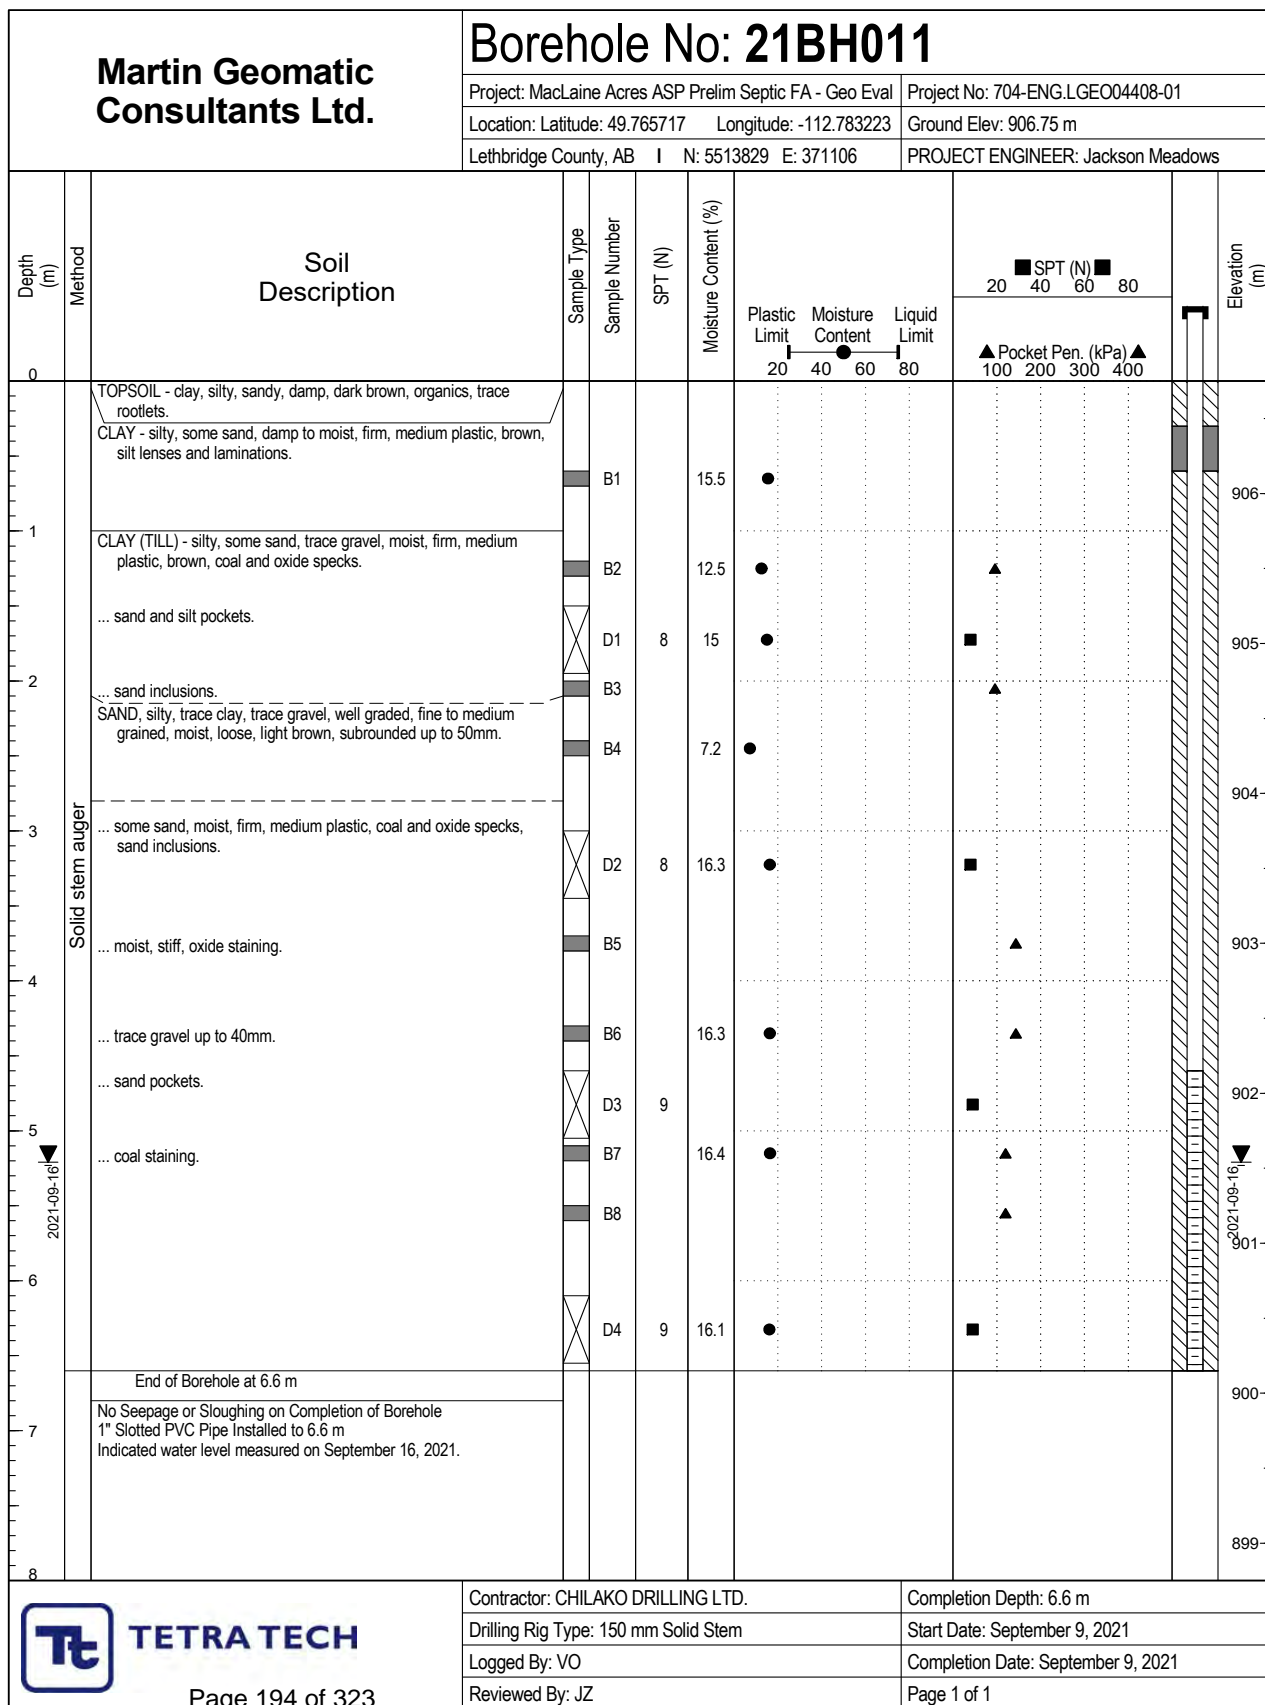 Martin Geomatic
Consultants Ltd.
Borehole No: 21BH011
Project: MacLaine Acres ASP Prelim Septic FA - Geo Eval
Project No: 704-ENG.LGEO04408-01
Location: Latitude: 49.765717 Longitude: -112.783223
Ground Elev: 906.75 m
Lethbridge County, AB I N: 5513829 E: 371106
PROJECT ENGINEER: Jackson Meadows
Depth
(m)
Method
Soil
Description
Sample Type
Sample Number
SPT (N)
Moisture Content (%)
Plastic Limit
Moisture Content
Liquid Limit
20 40 60 80
■ SPT (N) ■
20 40 60 80
▲ Pocket Pen. (kPa) ▲
100 200 300 400
Elevation
(m)
0
TOPSOIL - clay, silty, sandy, damp, dark brown, organics, trace
rootlets.
CLAY - silty, some sand, damp to moist, firm, medium plastic, brown,
silt lenses and laminations.
B1 15.5
906
1
CLAY (TILL) - silty, some sand, trace gravel, moist, firm, medium
plastic, brown, coal and oxide specks.
B2 12.5
... sand and silt pockets.
D1 8 15
905
2
... sand inclusions.
B3
SAND, silty, trace clay, trace gravel, well graded, fine to medium
grained, moist, loose, light brown, subrounded up to 50mm.
B4 7.2
904
Solid stem auger
3
... some sand, moist, firm, medium plastic, coal and oxide specks,
sand inclusions.
D2 8 16.3
... moist, stiff, oxide staining.
B5
903
4
... trace gravel up to 40mm.
B6 16.3
... sand pockets.
D3 9
902
5
... coal staining.
B7 16.4
2021-09-16
2021-09-16
B8
901
6
D4 9 16.1
End of Borehole at 6.6 m
900
No Seepage or Sloughing on Completion of Borehole
7
1" Slotted PVC Pipe Installed to 6.6 m
Indicated water level measured on September 16, 2021.
899
8
Tt
TETRA TECH
Page 194 of 323
Contractor: CHILAKO DRILLING LTD.
Completion Depth: 6.6 m
Drilling Rig Type: 150 mm Solid Stem
Start Date: September 9, 2021
Logged By: VO
Completion Date: September 9, 2021
Reviewed By: JZ
Page 1 of 1